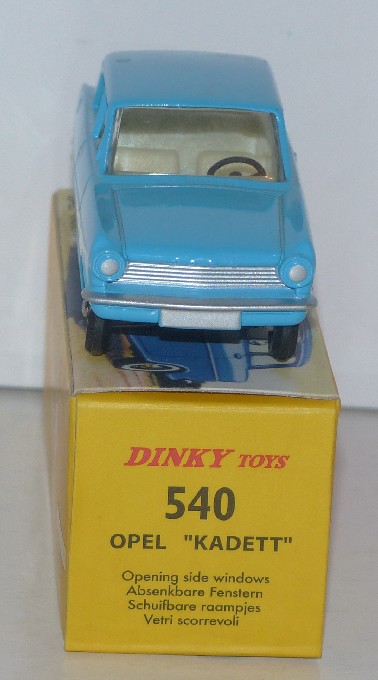 DINKY TOYS
540
OPEL "KADETT"
Opening side windows
Absenkbare Fenstern
Schuifbare raampjes
Vetri scorrevoli